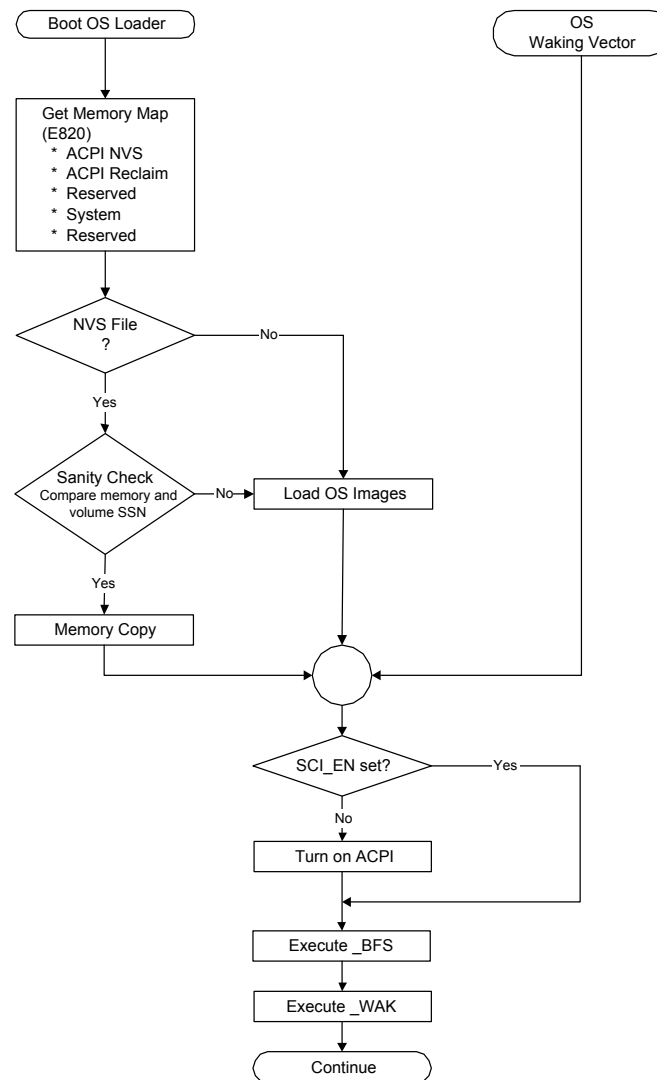 Boot OS Loader
OS
Waking Vector
Get Memory Map
(E820)
* ACPI NVS
* ACPI Reclaim
* Reserved
* System
* Reserved
NVS File
?
No
Yes
Sanity Check
Compare memory and
volume SSN
No
Load OS Images
Yes
Memory Copy
SCI_EN set?
Yes
No
Turn on ACPI
Execute _BFS
Execute _WAK
Continue